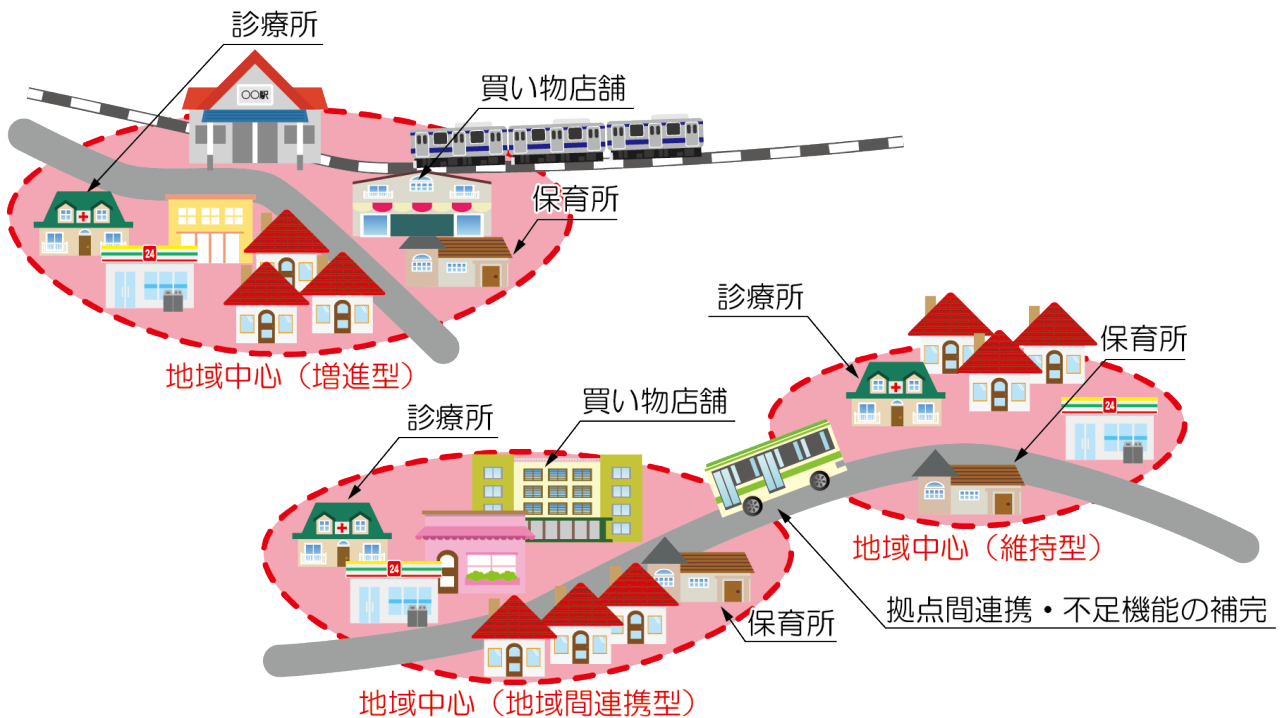 診療所
〇〇駅
買い物店舗
保育所
24
地域中心（増進型）
診療所
保育所
24
買い物店舗
診療所
24
地域中心（維持型）
拠点間連携・不足機能の補完
保育所
地域中心（地域間連携型）